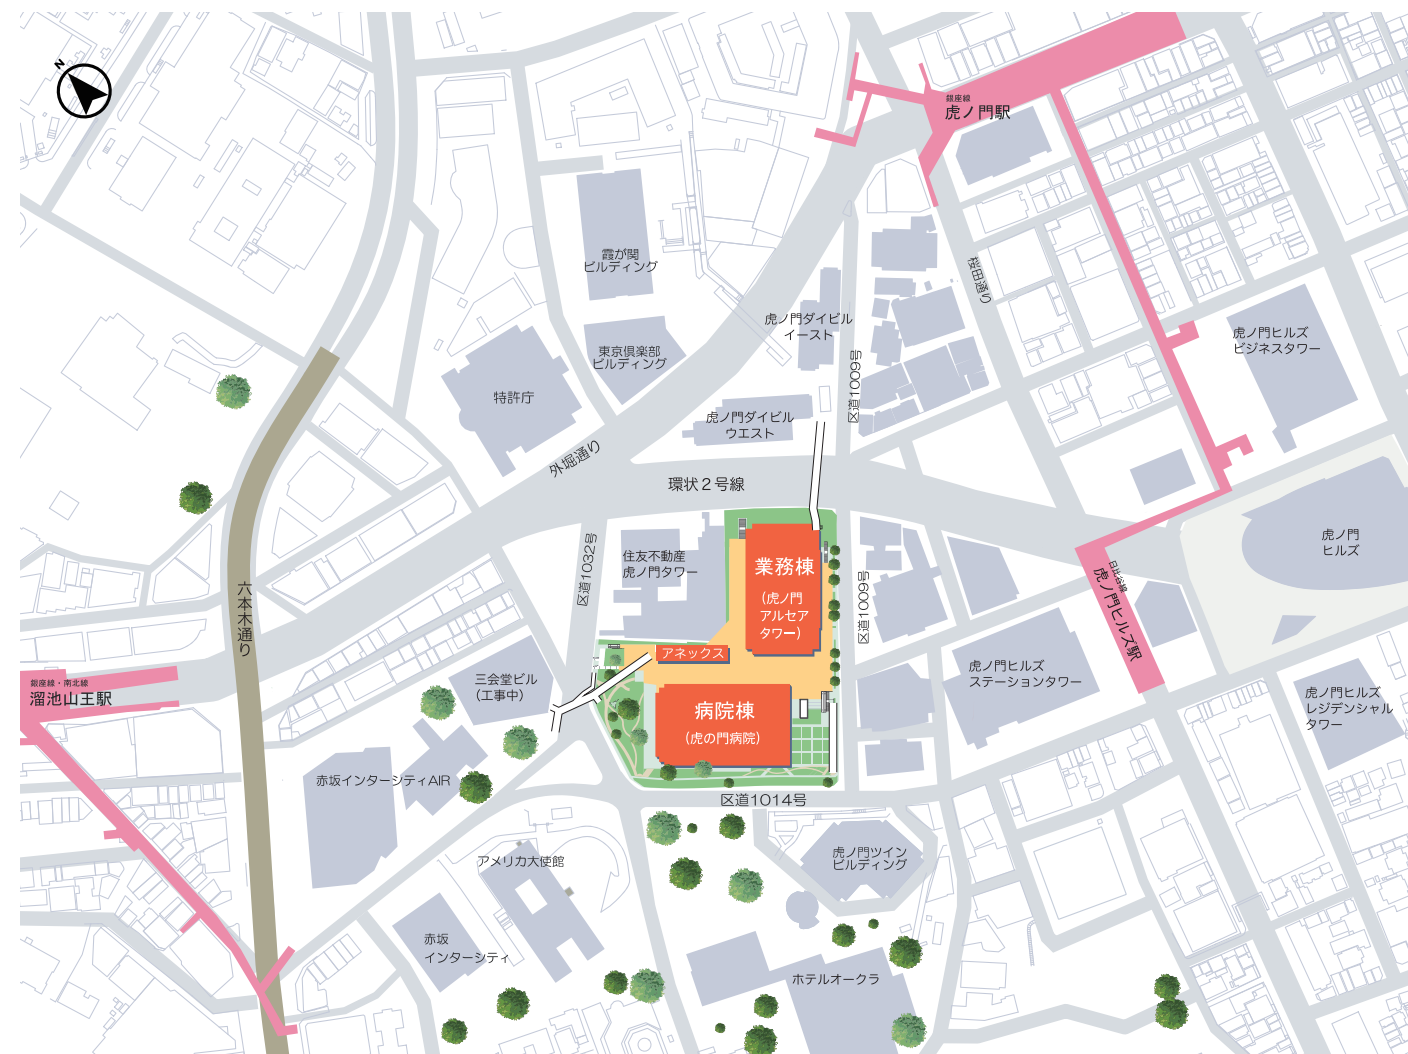 N
銀座線
虎ノ門駅
霞が関
ビルディング
桜田通り
虎ノ門ダイビル
イースト
虎ノ門ヒルズ
ビジネスタワー
東京倶楽部
ビルディング
区道1009号
特許庁
虎ノ門ダイビル
ウエスト
外堀通り
環状2号線
虎ノ門
ヒルズ
住友不動産
虎ノ門タワー
区道1032号
業務棟
(虎ノ門
アルセア
タワー)
区道1009号
日比谷線
虎ノ門ヒルズ駅
六本木通り
アネックス
虎ノ門ヒルズ
ステーションタワー
銀座線・南北線
溜池山王駅
三会堂ビル
(工事中)
病院棟
(虎の門病院)
虎ノ門ヒルズ
レジデンシャル
タワー
赤坂インターシティAIR
区道1014号
アメリカ大使館
虎ノ門ツイン
ビルディング
赤坂
インターシティ
ホテルオークラ